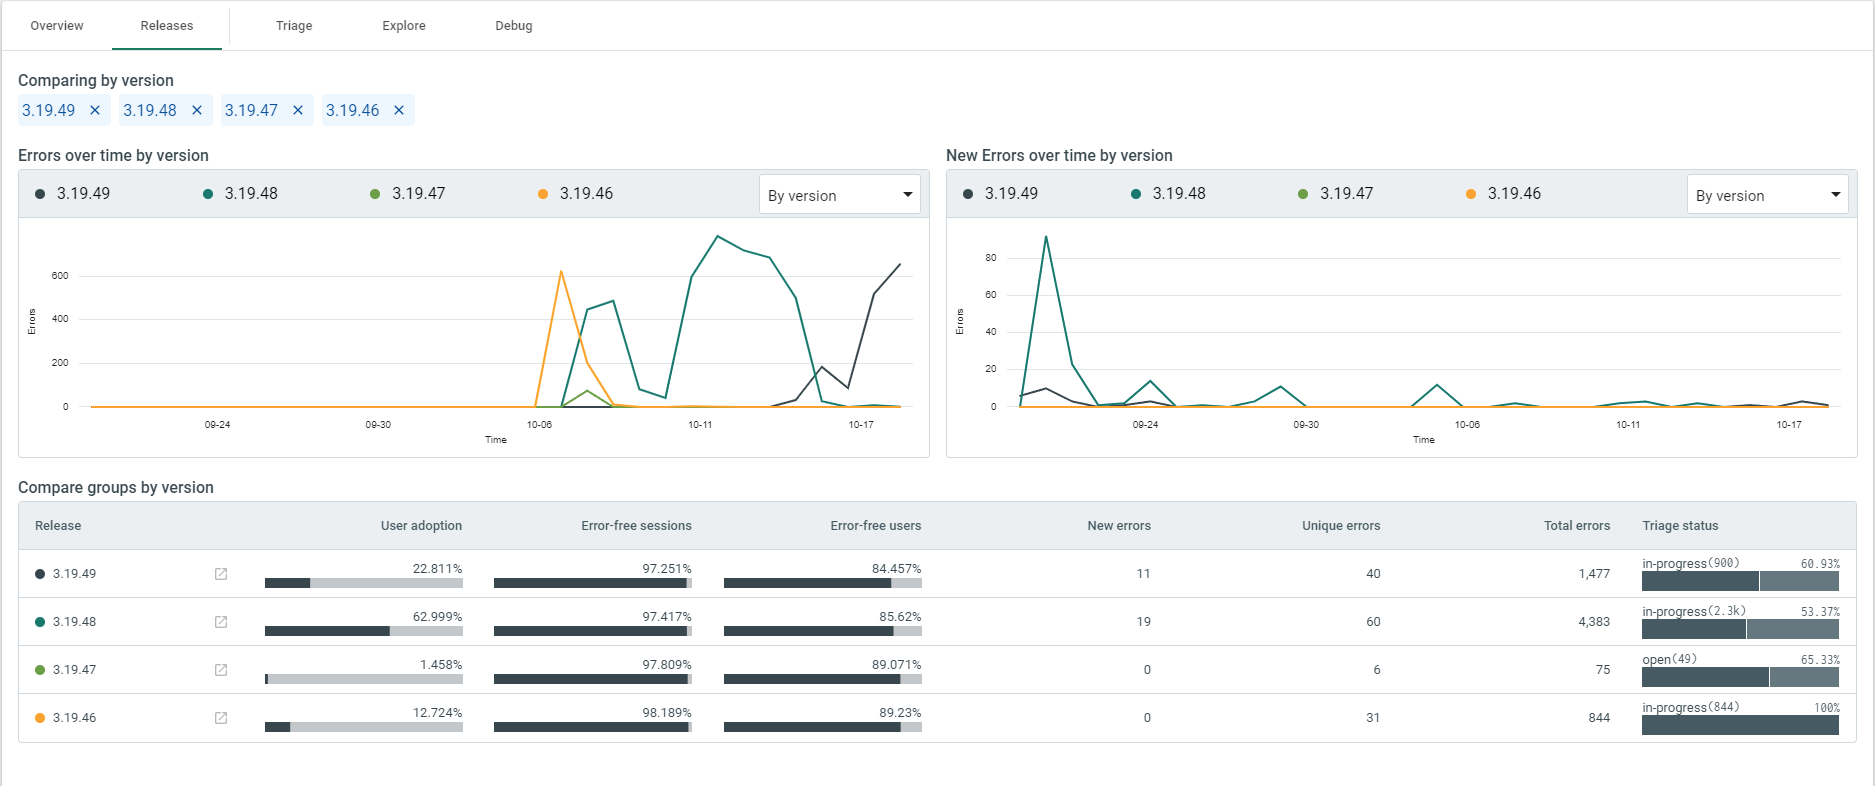 Overview Releases Triage Explore Debug
Comparing by version
3.19.49 × 3.19.48 × 3.19.47 × 3.19.46 ×
Errors over time by version
3.19.49 3.19.48 3.19.47 3.19.46 By version
600
400
200
0
Errors
09-24 09-30 10-06 10-11 10-17
Time
New Errors over time by version
3.19.49 3.19.48 3.19.47 3.19.46 By version
80
60
40
20
0
Errors
09-24 09-30 10-06 10-11 10-17
Time
Compare groups by version
Release User adoption Error-free sessions Error-free users New errors Unique errors Total errors Triage status
3.19.49 22.811% 97.251% 84.457% 11 40 1,477 in-progress(900) 60.93%
3.19.48 62.999% 97.417% 85.62% 19 60 4,383 in-progress(2.3k) 53.37%
3.19.47 1.458% 97.809% 89.071% 0 6 75 open(49) 65.33%
3.19.46 12.724% 98.189% 89.23% 0 31 844 in-progress(844) 100%